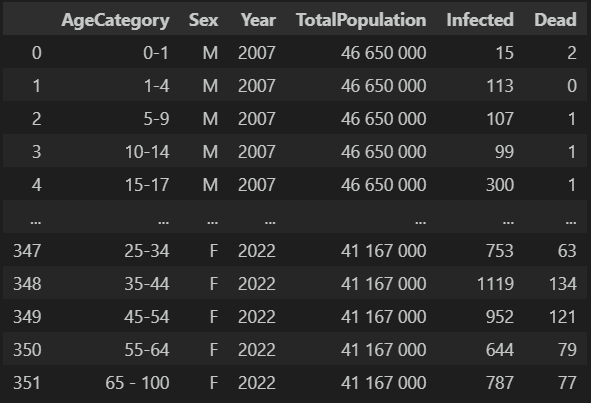 AgeCategory Sex Year TotalPopulation Infected Dead
0 0-1 M 2007 46 650 000 15 2
1 1-4 M 2007 46 650 000 113 0
2 5-9 M 2007 46 650 000 107 1
3 10-14 M 2007 46 650 000 99 1
4 15-17 M 2007 46 650 000 300 1
... ... ... ... ... ... ...
347 25-34 F 2022 41 167 000 753 63
348 35-44 F 2022 41 167 000 1119 134
349 45-54 F 2022 41 167 000 952 121
350 55-64 F 2022 41 167 000 644 79
351 65 - 100 F 2022 41 167 000 787 77